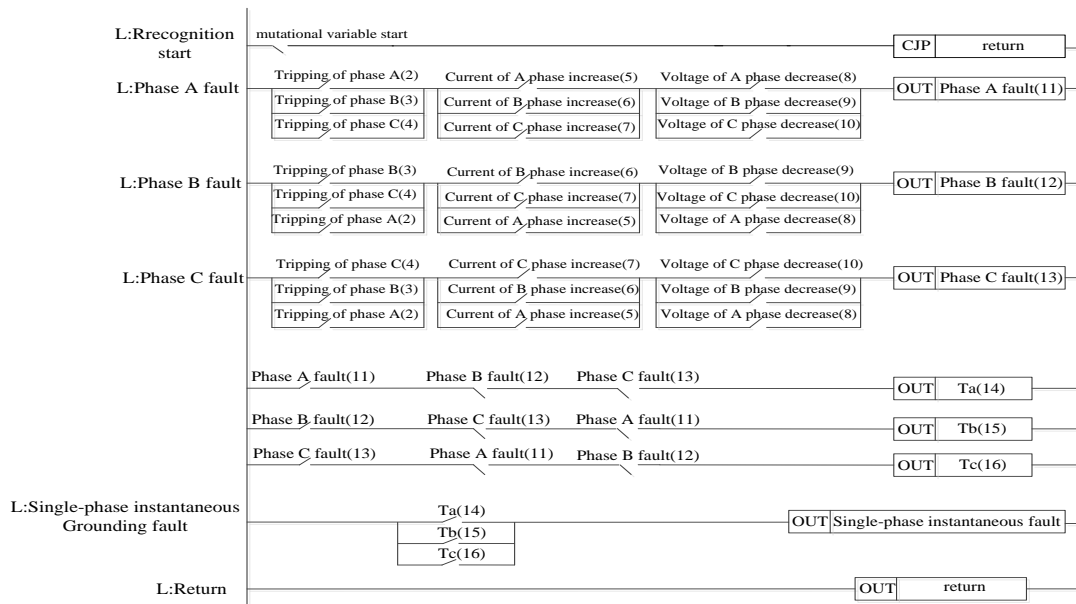 L:Rrecognition start
mutational variable start
CJP return
L:Phase A fault
Tripping of phase A(2) Current of A phase increase(5) Voltage of A phase decrease(8)
OUT Phase A fault(11)
Tripping of phase B(3) Current of B phase increase(6) Voltage of B phase decrease(9)
Tripping of phase C(4) Current of C phase increase(7) Voltage of C phase decrease(10)
L:Phase B fault
Tripping of phase B(3) Current of B phase increase(6) Voltage of B phase decrease(9)
OUT Phase B fault(12)
Tripping of phase C(4) Current of C phase increase(7) Voltage of C phase decrease(10)
Tripping of phase A(2) Current of A phase increase(5) Voltage of A phase decrease(8)
L:Phase C fault
Tripping of phase C(4) Current of C phase increase(7) Voltage of C phase decrease(10)
OUT Phase C fault(13)
Tripping of phase B(3) Current of B phase increase(6) Voltage of B phase decrease(9)
Tripping of phase A(2) Current of A phase increase(5) Voltage of A phase decrease(8)
Phase A fault(11) Phase B fault(12) Phase C fault(13)
OUT Ta(14)
Phase B fault(12) Phase C fault(13) Phase A fault(11)
OUT Tb(15)
Phase C fault(13) Phase A fault(11) Phase B fault(12)
OUT Tc(16)
L:Single-phase instantaneous
Grounding fault
Ta(14)
OUT Single-phase instantaneous fault
Tb(15)
Tc(16)
L:Return
OUT return